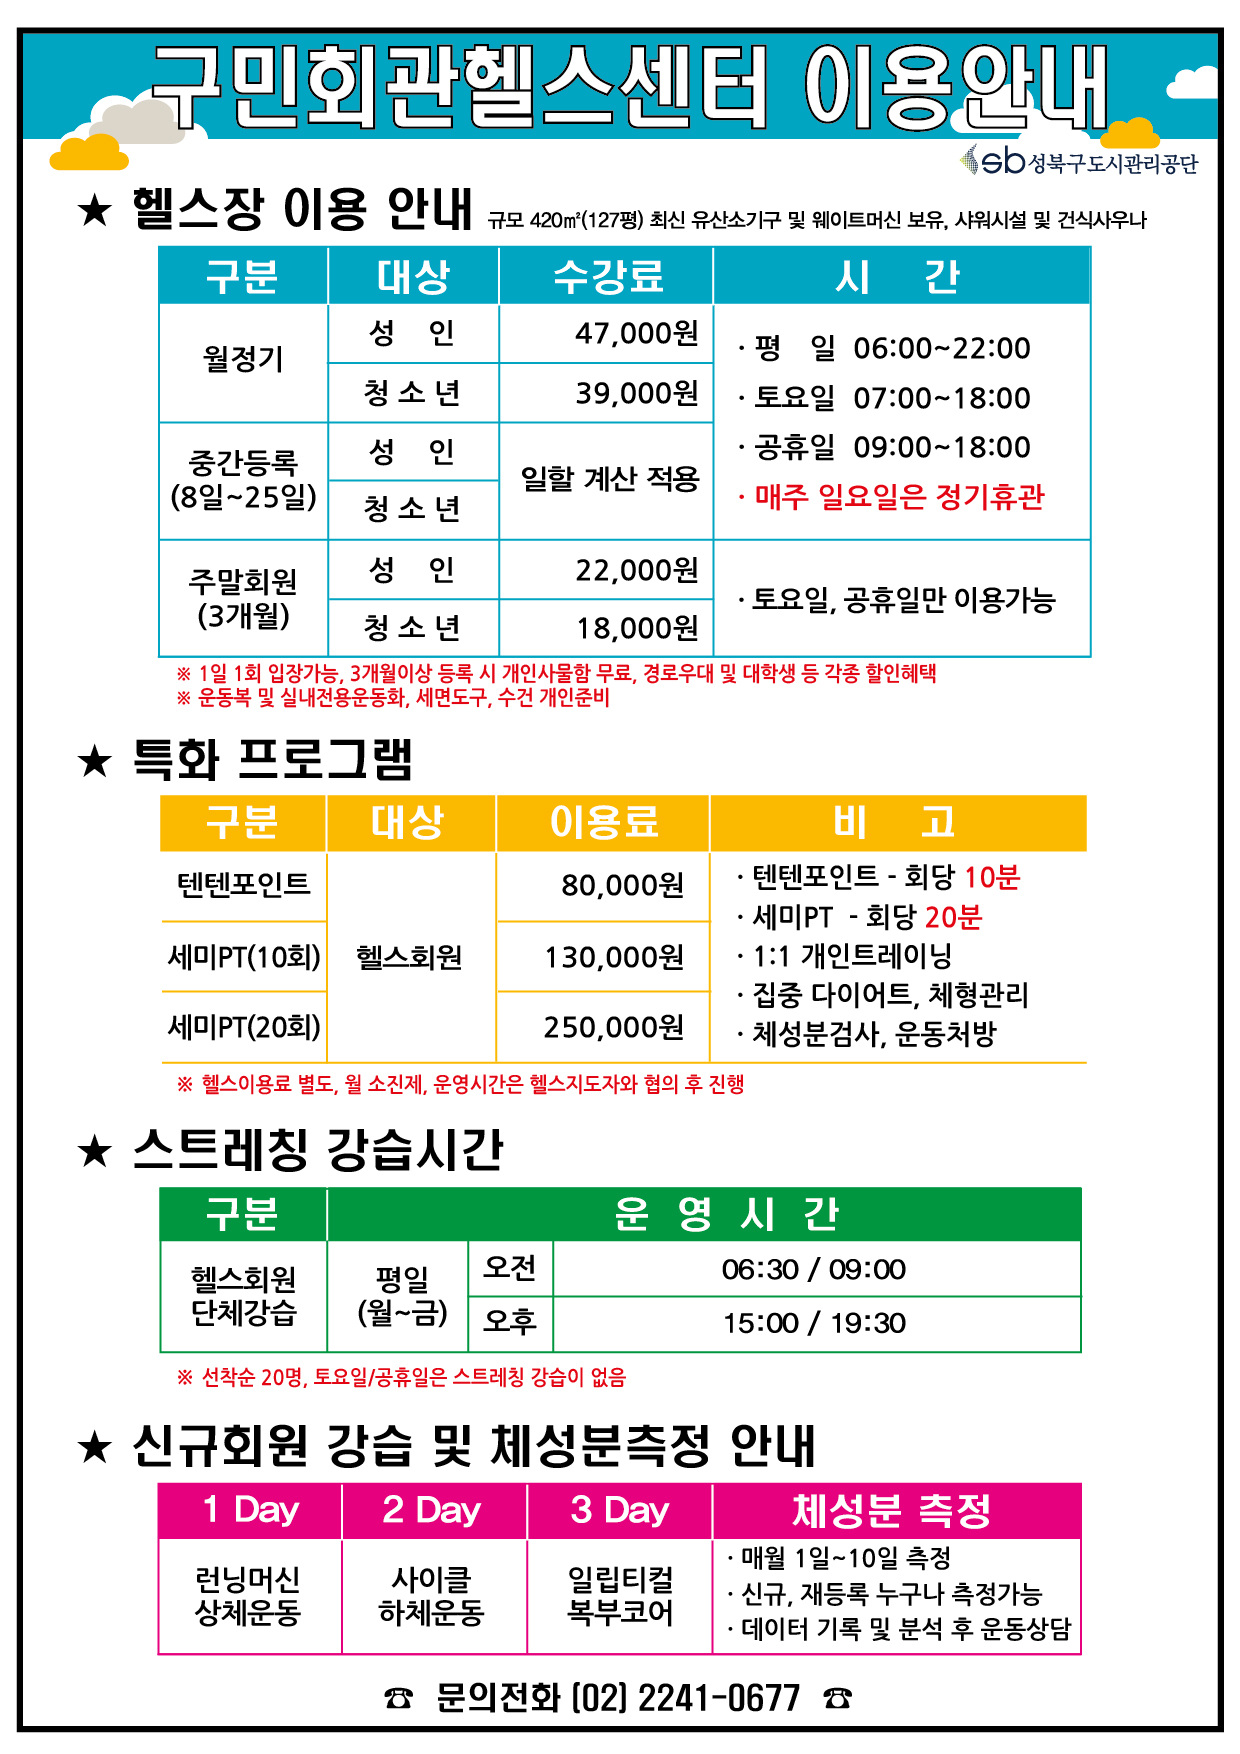 구민회관헬스센터 이용안내
sb성북구도시관리공단
★ 헬스장 이용 안내 규모 420㎡(127평) 최신 유산소기구 및 웨이트머신 보유, 샤워시설 및 건식사우나
구분 대상 수강료 시 간
월정기 성 인 47,000원
청 소 년 39,000원
중간등록
(8일~25일)
성 인
청 소 년
일할 계산 적용
· 평 일 06:00~22:00
· 토요일 07:00~18:00
· 공휴일 09:00~18:00
· 매주 일요일은 정기휴관
주말회원
(3개월)
성 인 22,000원
청 소 년 18,000원
· 토요일, 공휴일만 이용가능
※ 1일 1회 입장가능, 3개월이상 등록 시 개인사물함 무료, 경로우대 및 대학생 등 각종 할인혜택
※ 운동복 및 실내전용운동화, 세면도구, 수건 개인준비
★ 특화 프로그램
구분 대상 이용료 비 고
텐텐포인트 80,000원
세미PT(10회) 헬스회원 130,000원
세미PT(20회) 250,000원
· 텐텐포인트 - 회당 10분
· 세미PT - 회당 20분
· 1:1 개인트레이닝
· 집중 다이어트, 체형관리
· 체성분검사, 운동처방
※ 헬스이용료 별도, 월 소진제, 운영시간은 헬스지도자와 협의 후 진행
★ 스트레칭 강습시간
구분 운 영 시 간
헬스회원
단체강습
평일
(월~금)
오전 06:30 / 09:00
오후 15:00 / 19:30
※ 선착순 20명, 토요일/공휴일은 스트레칭 강습이 없음
★ 신규회원 강습 및 체성분측정 안내
1 Day 2 Day 3 Day 체성분 측정
런닝머신
상체운동
사이클
하체운동
일립티컬
복부코어
· 매월 1일~10일 측정
· 신규, 재등록 누구나 측정가능
· 데이터 기록 및 분석 후 운동상담
☎ 문의전화 (02) 2241-0677 ☎